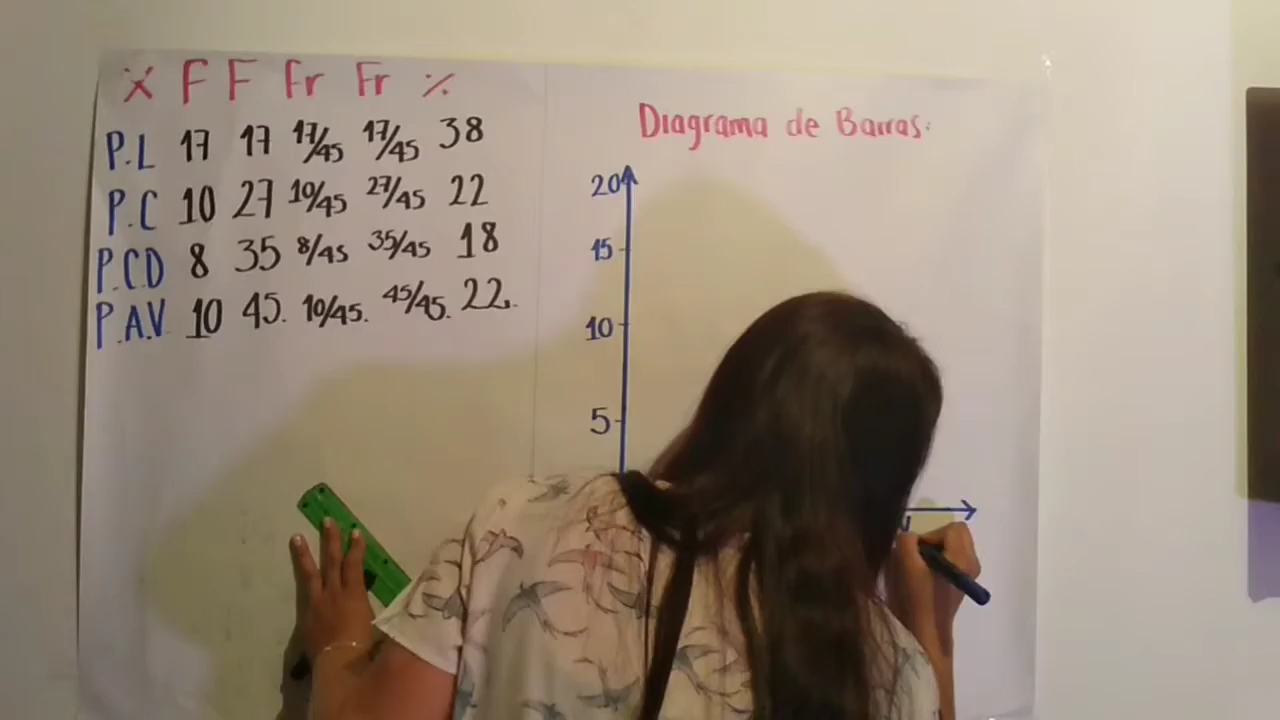 X F F Fr Fr %
P.L 17 17 17/45 17/45 38
P.C 10 27 10/45 27/45 22
P.C.D 8 35 8/45 35/45 18
P.A.V. 10 45. 10/45. 45/45. 22.
Diagrama de Barras:
20
15
10
5